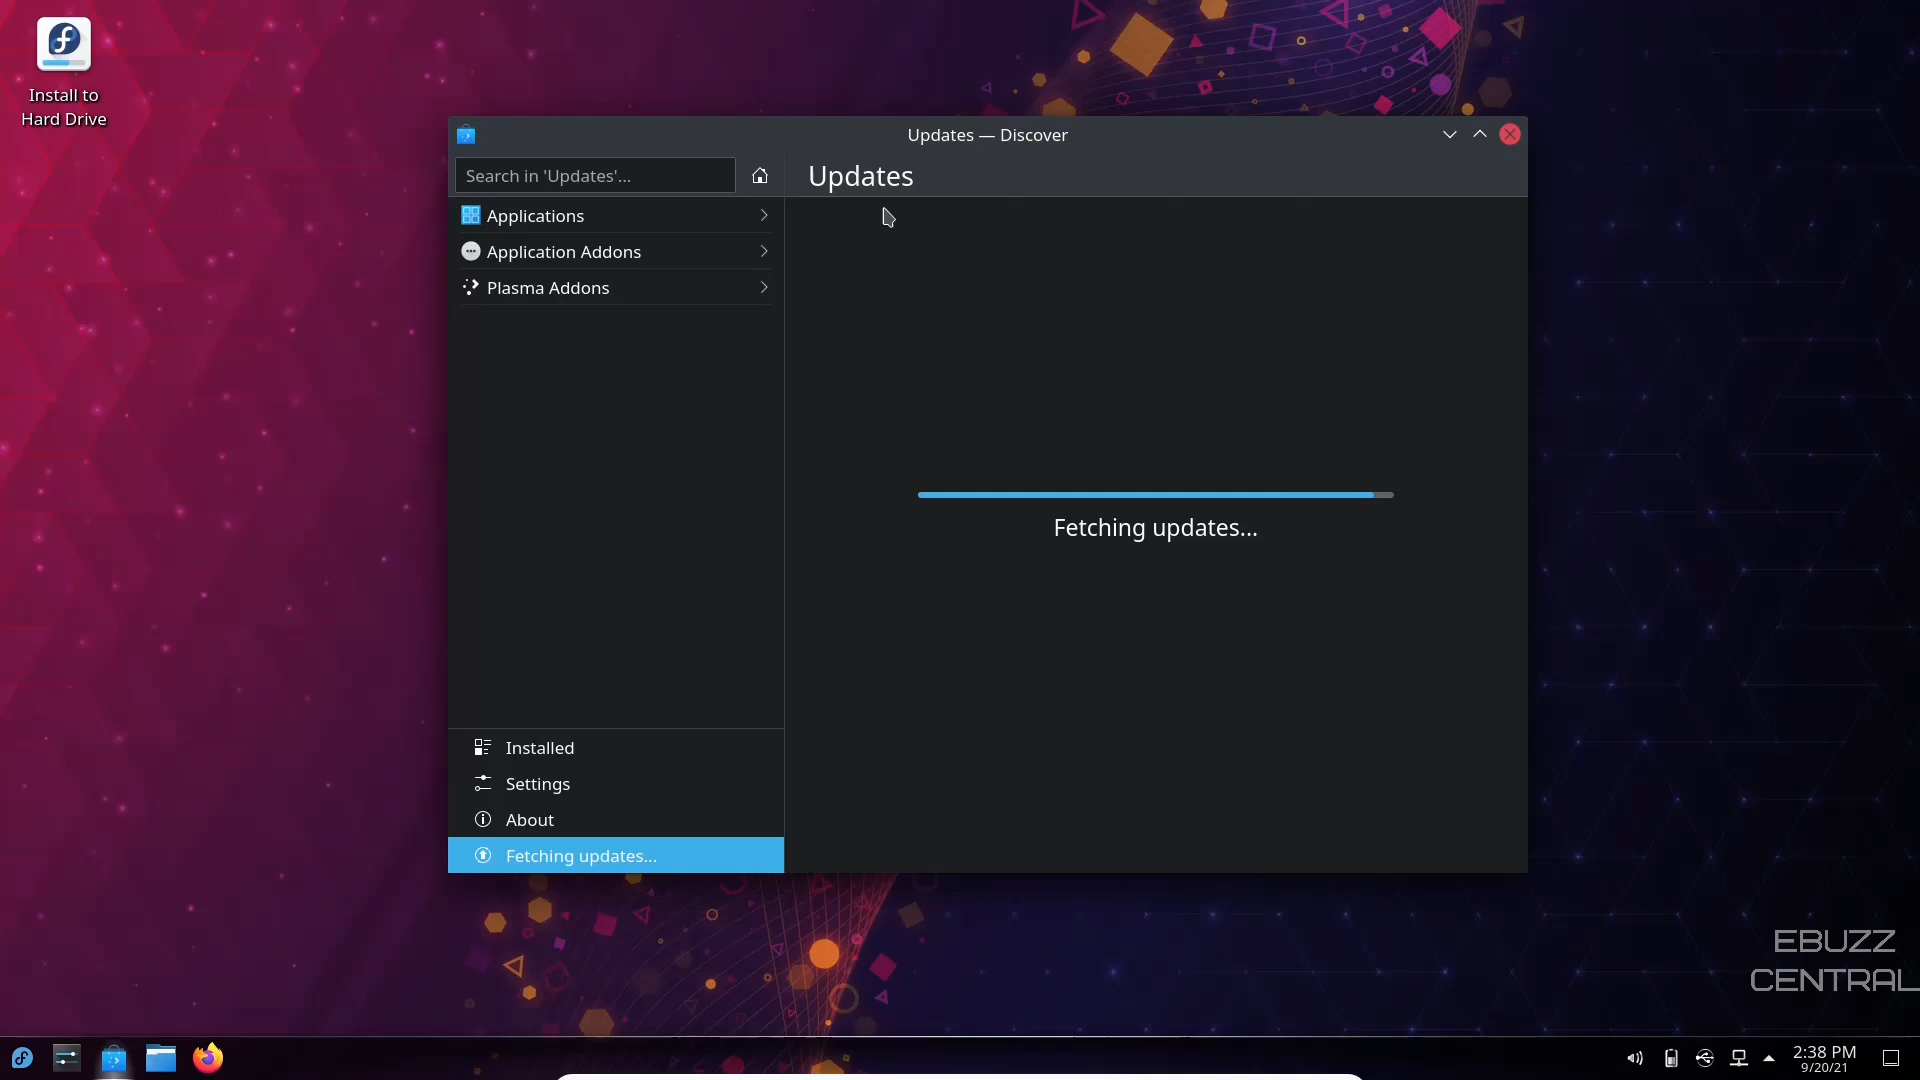 Install to
Hard Drive
Updates — Discover
Search in 'Updates'...
Updates
Applications
Application Addons
Plasma Addons
Fetching updates...
Installed
Settings
About
Fetching updates...
EBUZZ
CENTRAL
2:38 PM
9/20/21